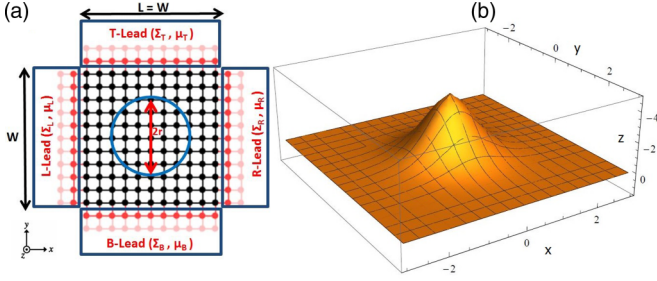 (a)
L = W
T-Lead (Σ_T , μ_T)
W
L-Lead (Σ_L , μ_L)
2r
R-Lead (Σ_R , μ_R)
B-Lead (Σ_B , μ_B)
y
z
x
(b)
-2
0
y
2
-5
-4
-2
z
0
-2
0
2
x